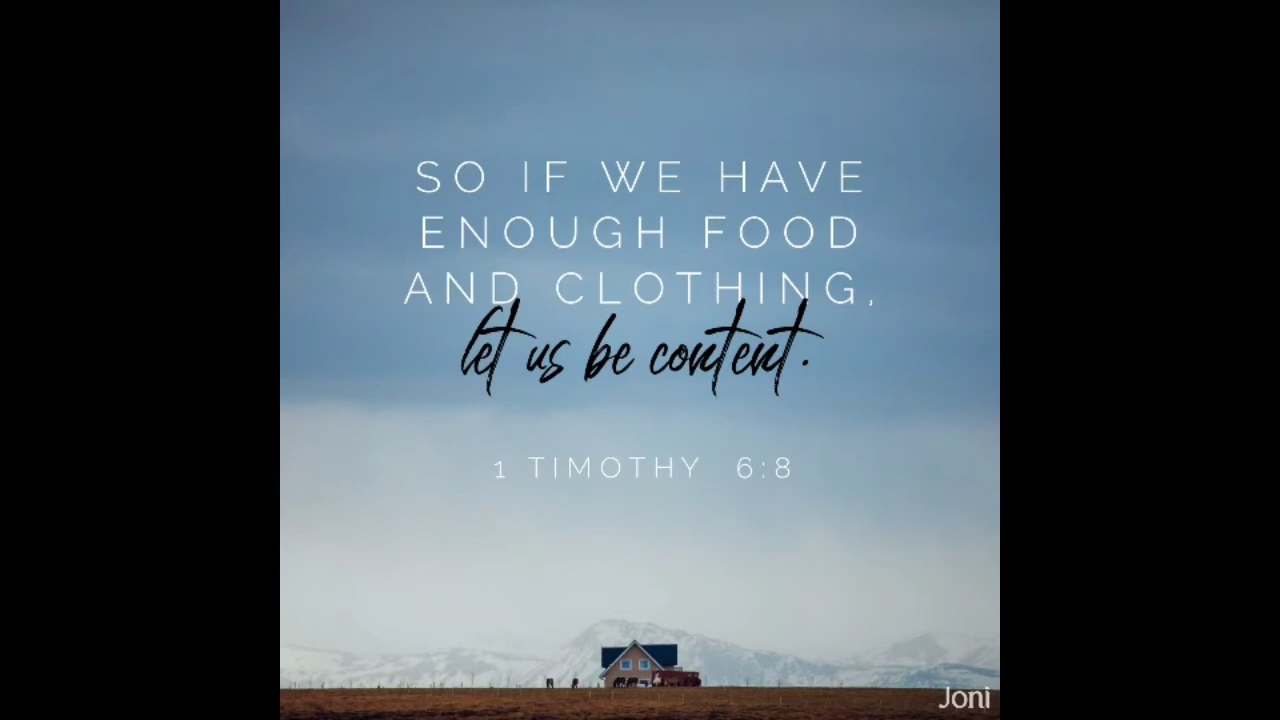 SO IF WE HAVE
ENOUGH FOOD
AND CLOTHING,
let us be content.
1 TIMOTHY 6:8
Joni